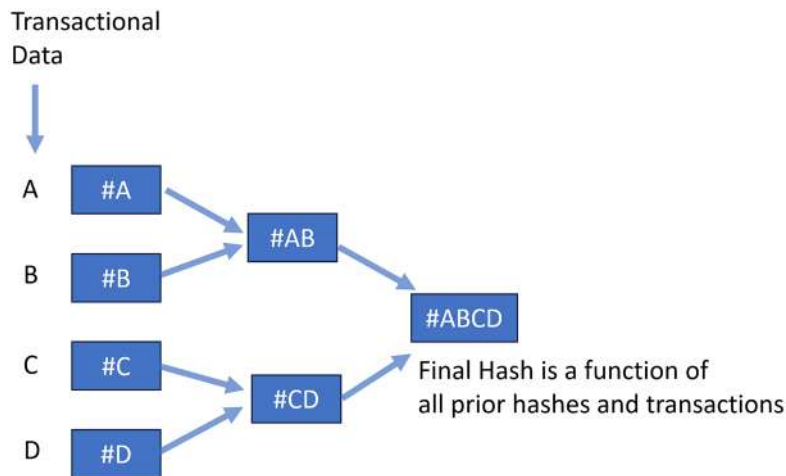 Transactional
Data
A
#A
#AB
B
#B
#ABCD
C
#C
Final Hash is a function of
all prior hashes and transactions
#CD
D
#D